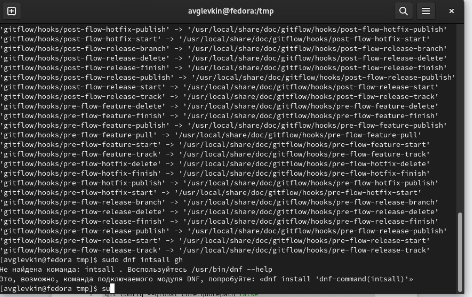 avglevkin@fedora:/tmp
'gitflow/hooks/post-flow-hotfix-publish' -> '/usr/local/share/doc/gitflow/hooks/post-flow-hotfix-publish'
'gitflow/hooks/post-flow-hotfix-start' -> '/usr/local/share/doc/gitflow/hooks/post-flow-hotfix-start'
'gitflow/hooks/post-flow-release-branch' -> '/usr/local/share/doc/gitflow/hooks/post-flow-release-branch'
'gitflow/hooks/post-flow-release-delete' -> '/usr/local/share/doc/gitflow/hooks/post-flow-release-delete'
'gitflow/hooks/post-flow-release-finish' -> '/usr/local/share/doc/gitflow/hooks/post-flow-release-finish'
'gitflow/hooks/post-flow-release-publish' -> '/usr/local/share/doc/gitflow/hooks/post-flow-release-publish'
'gitflow/hooks/post-flow-release-start' -> '/usr/local/share/doc/gitflow/hooks/post-flow-release-start'
'gitflow/hooks/post-flow-release-track' -> '/usr/local/share/doc/gitflow/hooks/post-flow-release-track'
'gitflow/hooks/pre-flow-feature-delete' -> '/usr/local/share/doc/gitflow/hooks/pre-flow-feature-delete'
'gitflow/hooks/pre-flow-feature-finish' -> '/usr/local/share/doc/gitflow/hooks/pre-flow-feature-finish'
'gitflow/hooks/pre-flow-feature-publish' -> '/usr/local/share/doc/gitflow/hooks/pre-flow-feature-publish'
'gitflow/hooks/pre-flow-feature-pull' -> '/usr/local/share/doc/gitflow/hooks/pre-flow-feature-pull'
'gitflow/hooks/pre-flow-feature-start' -> '/usr/local/share/doc/gitflow/hooks/pre-flow-feature-start'
'gitflow/hooks/pre-flow-feature-track' -> '/usr/local/share/doc/gitflow/hooks/pre-flow-feature-track'
'gitflow/hooks/pre-flow-hotfix-delete' -> '/usr/local/share/doc/gitflow/hooks/pre-flow-hotfix-delete'
'gitflow/hooks/pre-flow-hotfix-finish' -> '/usr/local/share/doc/gitflow/hooks/pre-flow-hotfix-finish'
'gitflow/hooks/pre-flow-hotfix-publish' -> '/usr/local/share/doc/gitflow/hooks/pre-flow-hotfix-publish'
'gitflow/hooks/pre-flow-hotfix-start' -> '/usr/local/share/doc/gitflow/hooks/pre-flow-hotfix-start'
'gitflow/hooks/pre-flow-release-branch' -> '/usr/local/share/doc/gitflow/hooks/pre-flow-release-branch'
'gitflow/hooks/pre-flow-release-delete' -> '/usr/local/share/doc/gitflow/hooks/pre-flow-release-delete'
'gitflow/hooks/pre-flow-release-finish' -> '/usr/local/share/doc/gitflow/hooks/pre-flow-release-finish'
'gitflow/hooks/pre-flow-release-publish' -> '/usr/local/share/doc/gitflow/hooks/pre-flow-release-publish'
'gitflow/hooks/pre-flow-release-start' -> '/usr/local/share/doc/gitflow/hooks/pre-flow-release-start'
'gitflow/hooks/pre-flow-release-track' -> '/usr/local/share/doc/gitflow/hooks/pre-flow-release-track'
[avglevkin@fedora tmp]$ sudo dnf intsall gh
Не найдена команда: intsall . Воспользуйтесь /usr/bin/dnf --help
Это, возможно, команда подключаемого модуля DNF, попробуйте: «dnf install 'dnf-command(intsall)'»
[avglevkin@fedora tmp]$ su